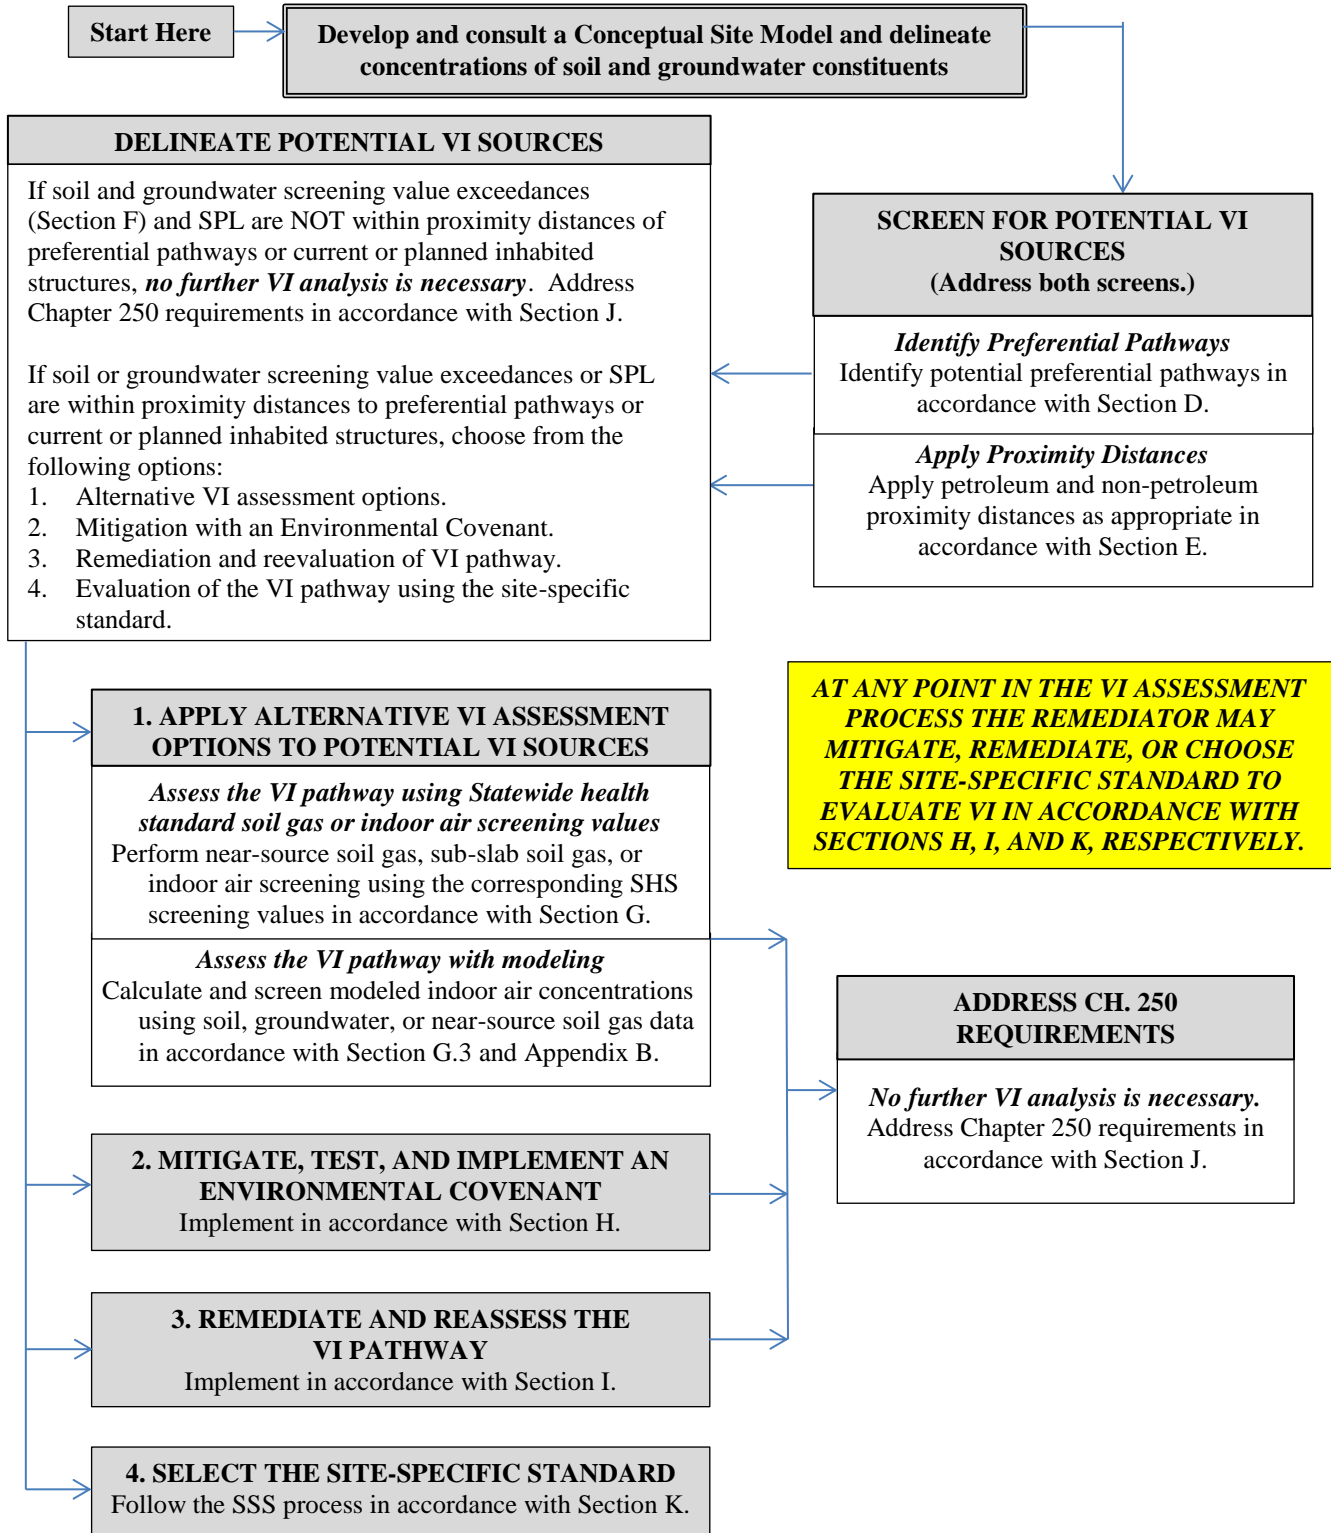 Start Here
Develop and consult a Conceptual Site Model and delineate
concentrations of soil and groundwater constituents
SCREEN FOR POTENTIAL VI
SOURCES
(Address both screens.)
Identify Preferential Pathways
Identify potential preferential pathways in
accordance with Section D.
Apply Proximity Distances
Apply petroleum and non-petroleum
proximity distances as appropriate in
accordance with Section E.
DELINEATE POTENTIAL VI SOURCES
If soil and groundwater screening value exceedances
(Section F) and SPL are NOT within proximity distances of
preferential pathways or current or planned inhabited
structures, no further VI analysis is necessary. Address
Chapter 250 requirements in accordance with Section J.
If soil or groundwater screening value exceedances or SPL
are within proximity distances to preferential pathways or
current or planned inhabited structures, choose from the
following options:
1. Alternative VI assessment options.
2. Mitigation with an Environmental Covenant.
3. Remediation and reevaluation of VI pathway.
4. Evaluation of the VI pathway using the site-specific
standard.
AT ANY POINT IN THE VI ASSESSMENT
PROCESS THE REMEDIATOR MAY
MITIGATE, REMEDIATE, OR CHOOSE
THE SITE-SPECIFIC STANDARD TO
EVALUATE VI IN ACCORDANCE WITH
SECTIONS H, I, AND K, RESPECTIVELY.
1. APPLY ALTERNATIVE VI ASSESSMENT
OPTIONS TO POTENTIAL VI SOURCES
Assess the VI pathway using Statewide health
standard soil gas or indoor air screening values
Perform near-source soil gas, sub-slab soil gas, or
indoor air screening using the corresponding SHS
screening values in accordance with Section G.
Assess the VI pathway with modeling
Calculate and screen modeled indoor air concentrations
using soil, groundwater, or near-source soil gas data
in accordance with Section G.3 and Appendix B.
2. MITIGATE, TEST, AND IMPLEMENT AN
ENVIRONMENTAL COVENANT
Implement in accordance with Section H.
3. REMEDIATE AND REASSESS THE
VI PATHWAY
Implement in accordance with Section I.
4. SELECT THE SITE-SPECIFIC STANDARD
Follow the SSS process in accordance with Section K.
ADDRESS CH. 250
REQUIREMENTS
No further VI analysis is necessary.
Address Chapter 250 requirements in
accordance with Section J.